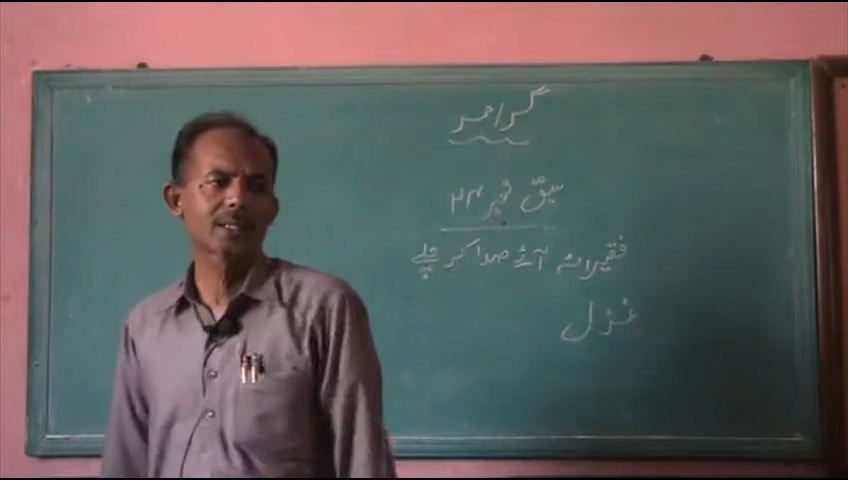 گرامر
سبق نمبر ۲۴
فقیرانہ آئے صدا کر چلے
غزل